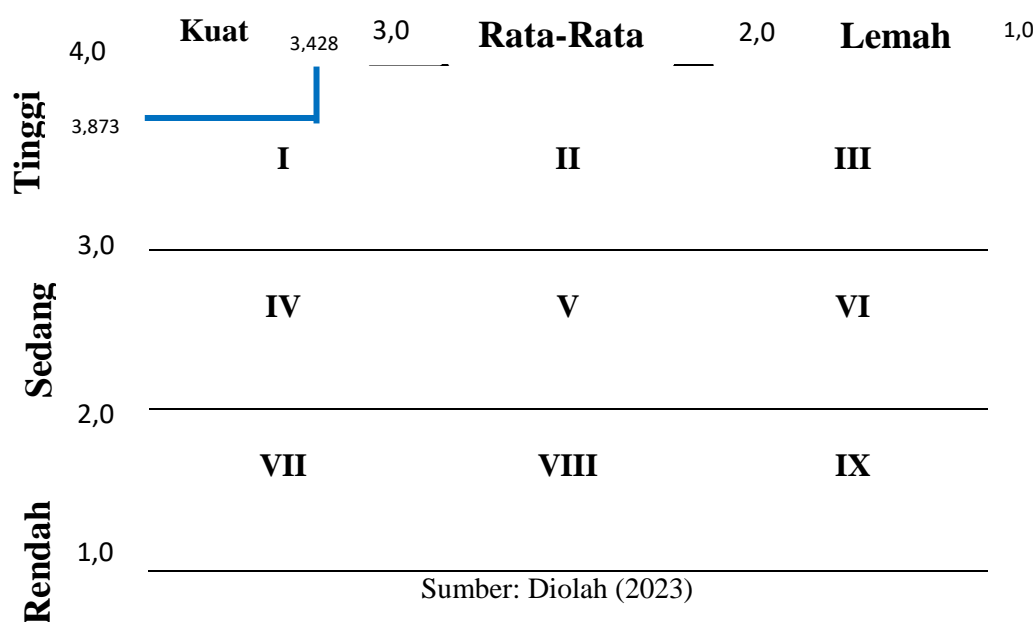 Kuat 3,428 3,0 Rata-Rata 2,0 Lemah 1,0
4,0
Tinggi
3,873
I II III
3,0
Sedang
IV V VI
2,0
VII VIII IX
Rendah
1,0
Sumber: Diolah (2023)